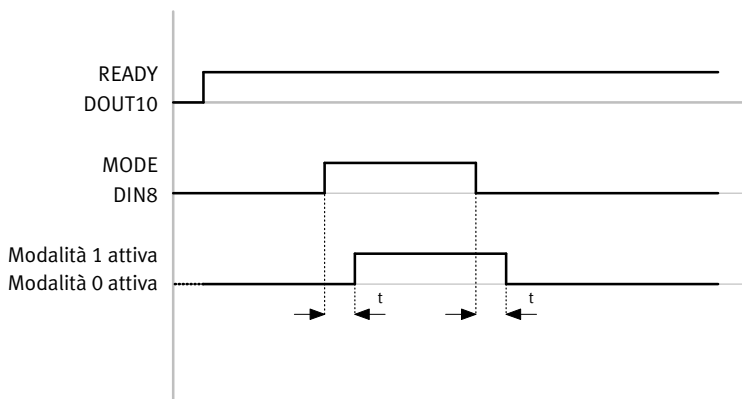 READY
DOUT10
MODE
DIN8
Modalità 1 attiva
Modalità 0 attiva
t
t